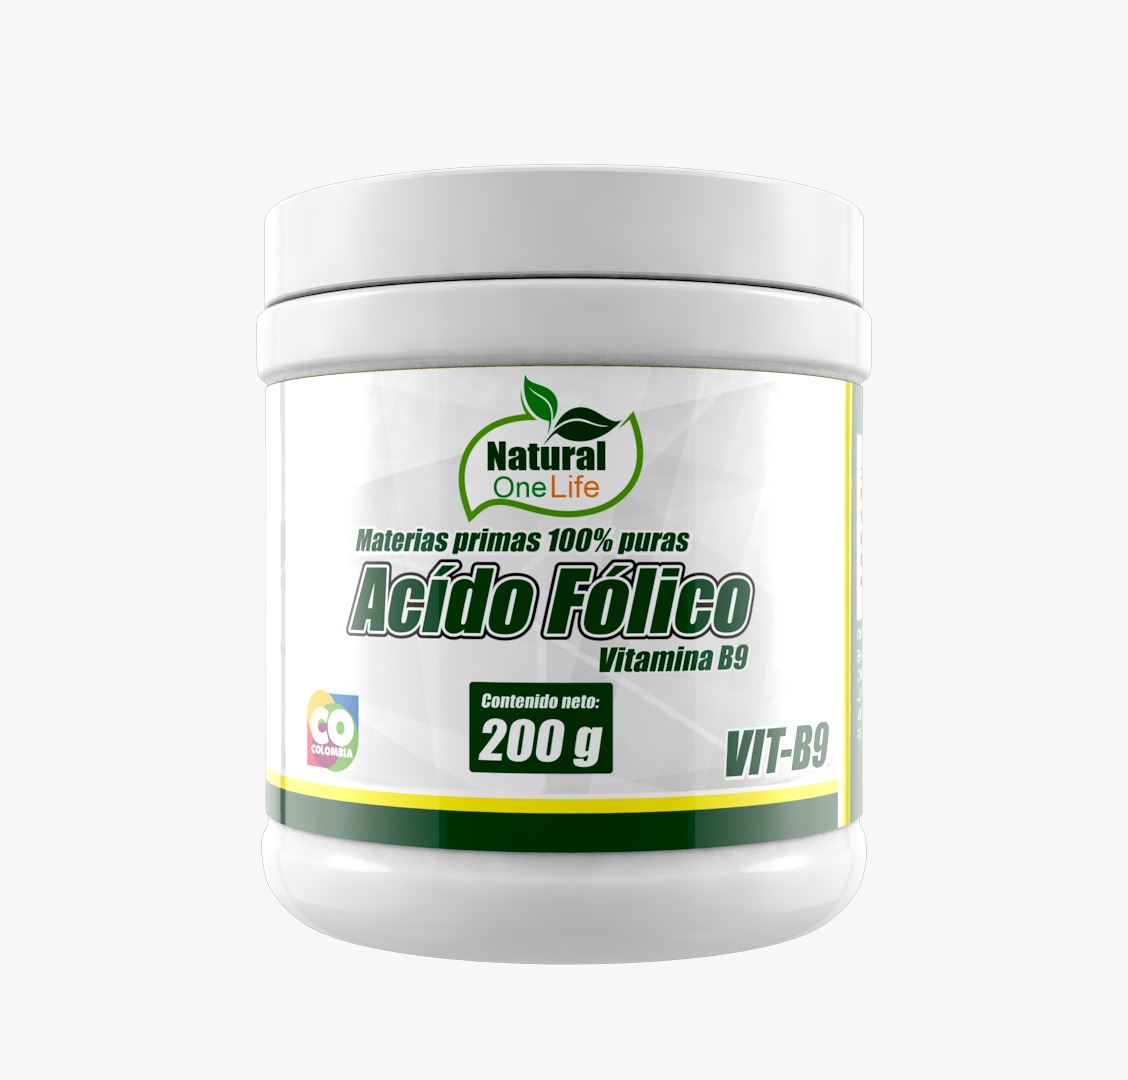 Natural
One Life
Materias primas 100% puras
Acído Fólico
Vitamina B9
Contenido neto:
200 g
CO
COLOMBIA
VIT-B9